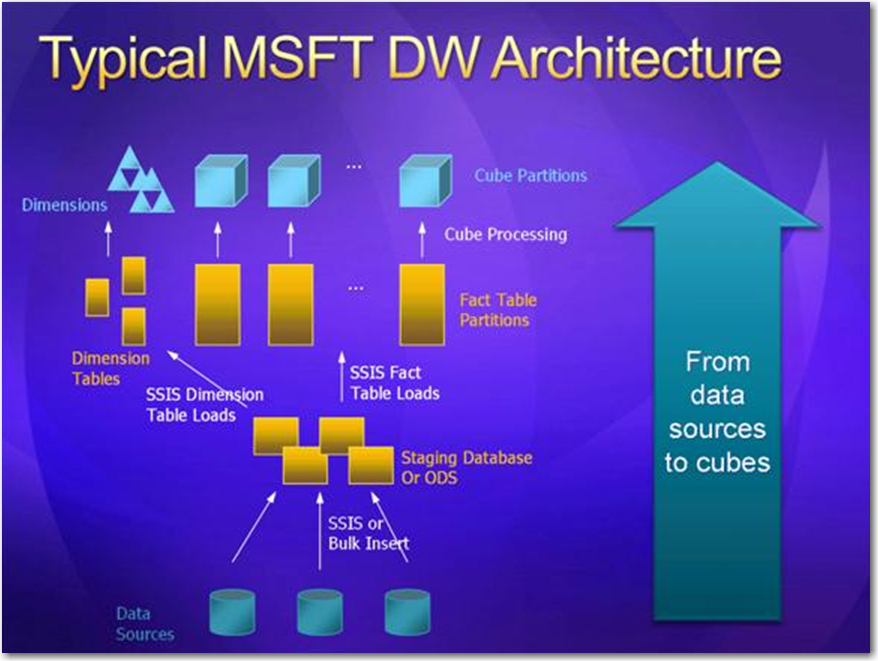 Typical MSFT DW Architecture
Dimensions
...
Cube Partitions
Cube Processing
...
Fact Table
Partitions
Dimension
Tables
SSIS Dimension
Table Loads
SSIS Fact
Table Loads
Staging Database
Or ODS
SSIS or
Bulk Insert
Data
Sources
From
data
sources
to cubes